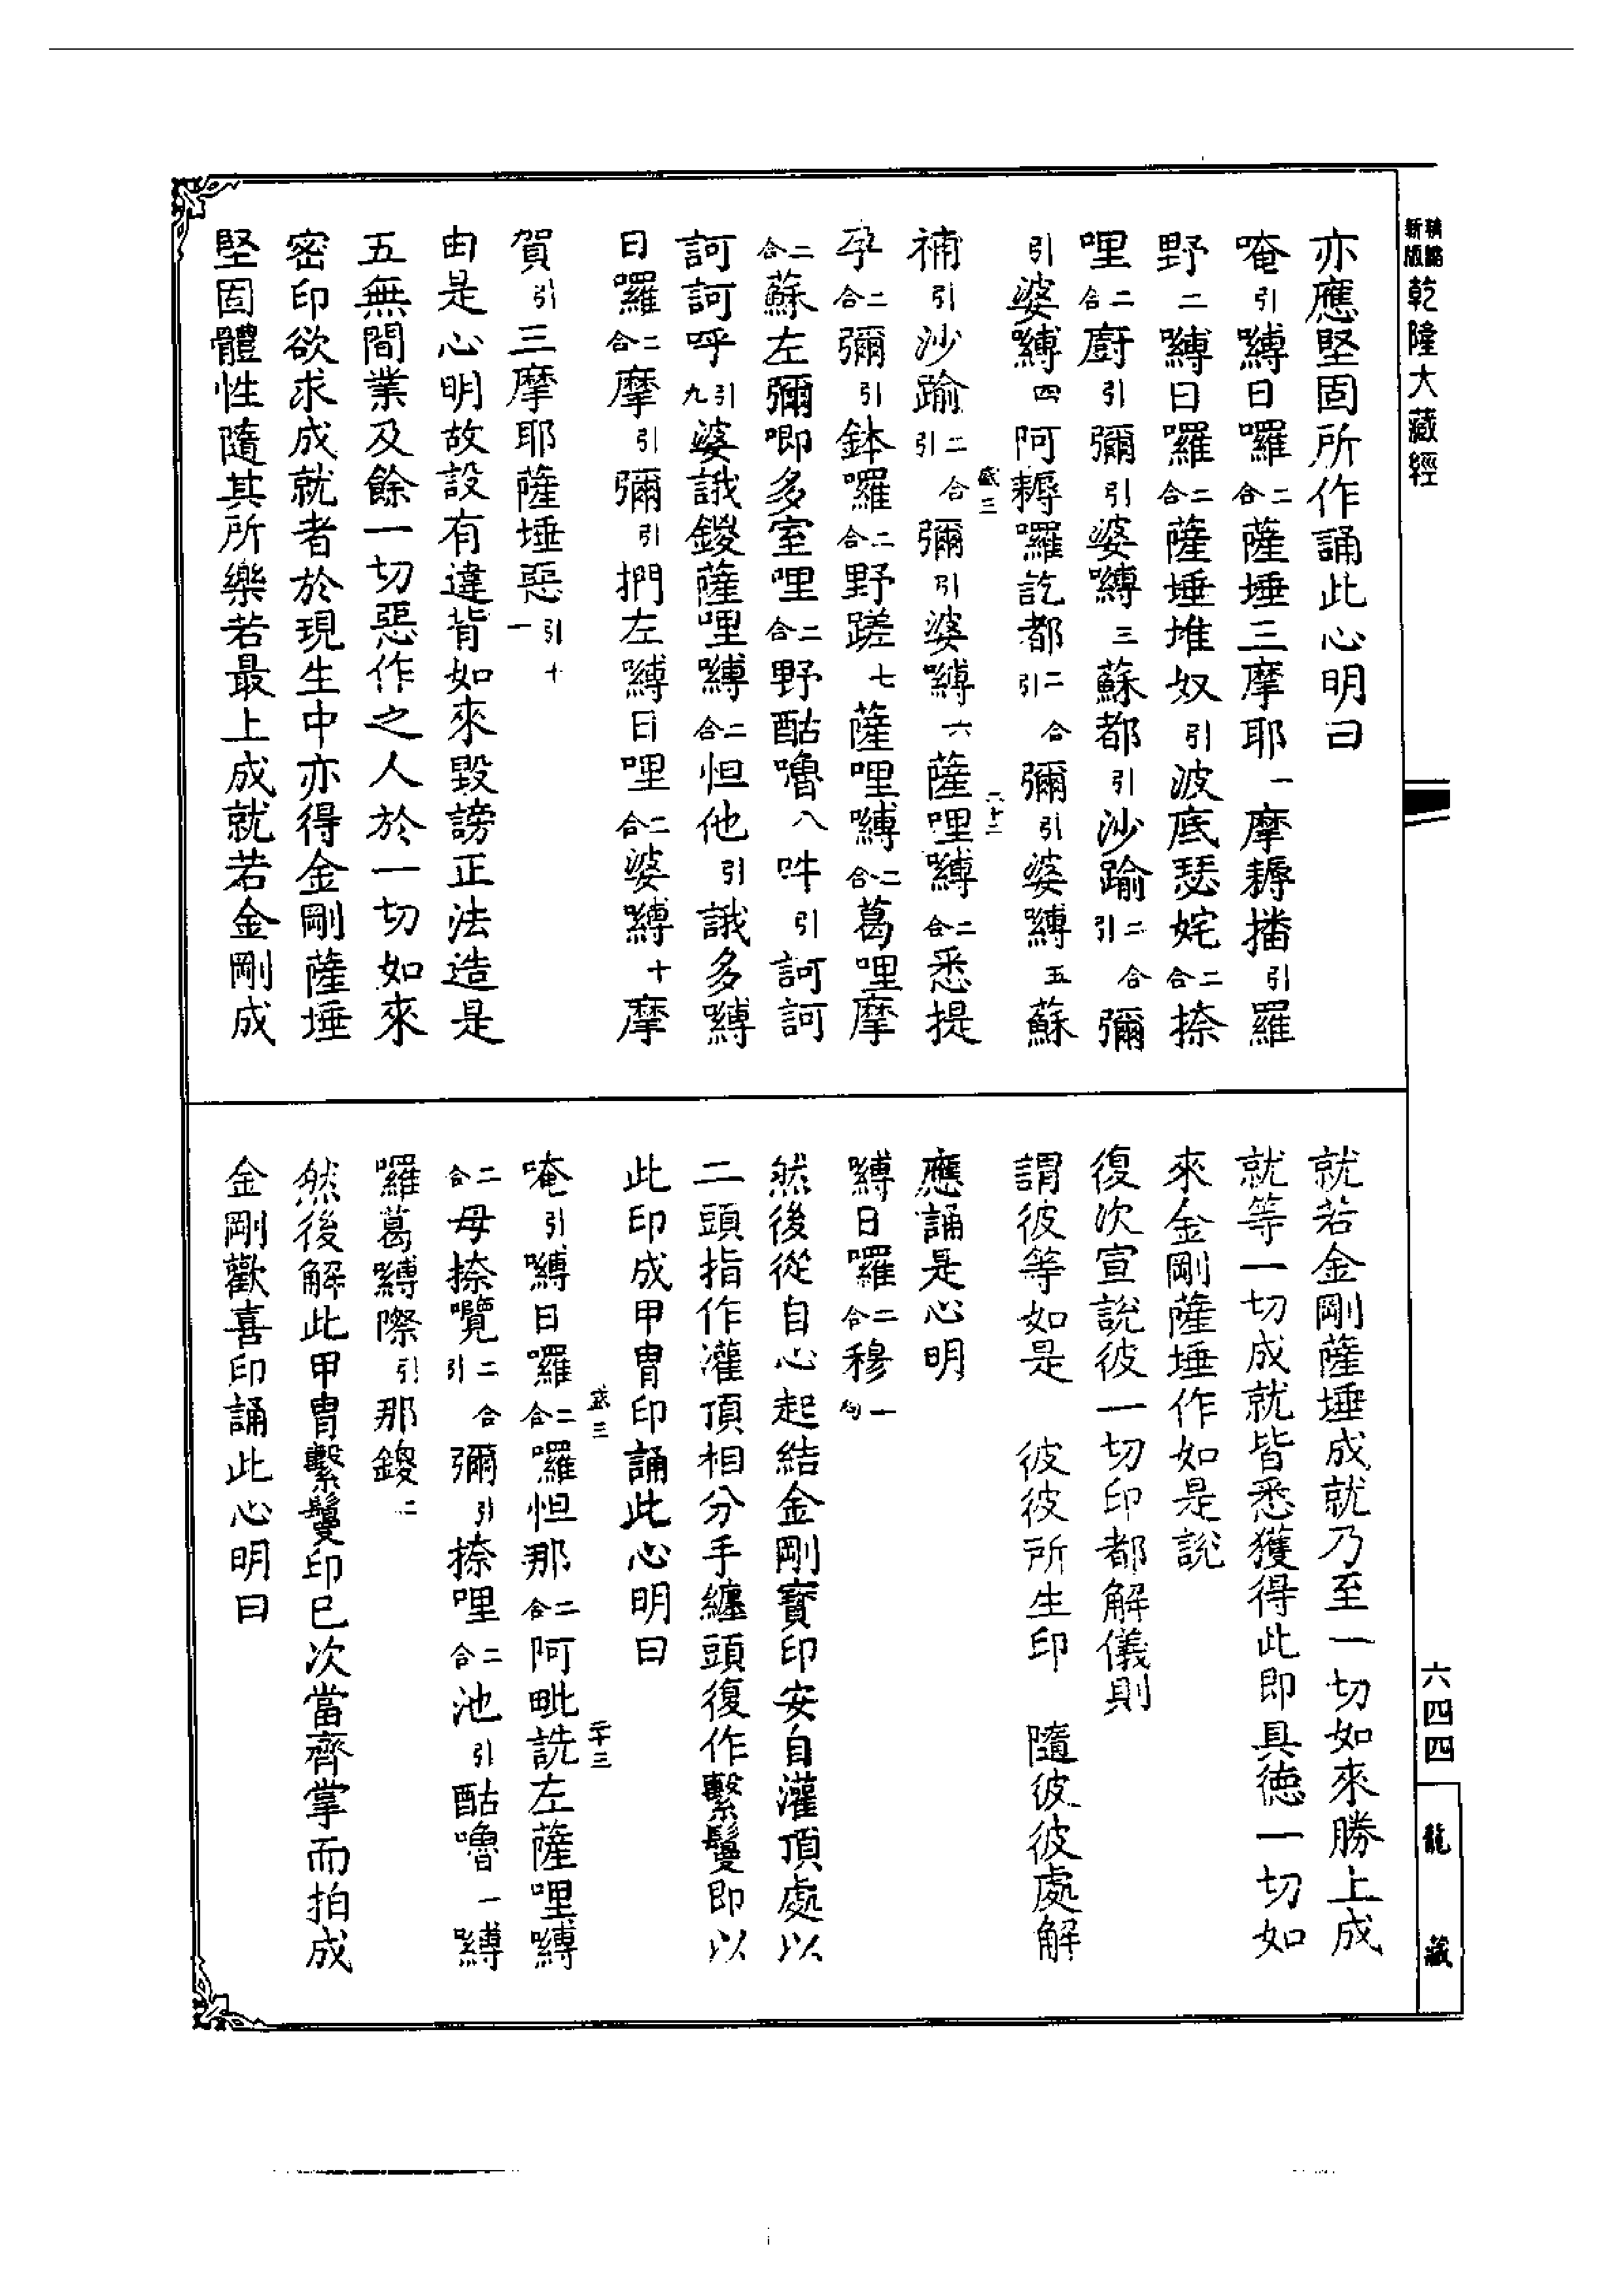 新版精縮乾隆大藏經
亦應堅固所作誦此心明曰
唵引嚩日囉二合薩埵三摩耶一摩耨播引羅
野二嚩日囉二合薩埵堆奴引波底瑟姹二合捺
哩二合廚引彌引婆嚩三蘇都引沙踰二合引彌
引婆嚩四阿耨囉訖都二合引彌引婆嚩五蘇
補引沙踰二合引彌引婆嚩六薩哩嚩二合悉提
孕二合彌引鉢囉二合野蹉七薩哩嚩二合葛哩摩
二合蘇左彌唧多室哩二合野酤嚕八吽引訶訶
訶訶呼引九婆誐鍐薩哩嚩二合怛他引誐多嚩
日囉二合摩引彌引捫左嚩日哩二合婆嚩十摩
賀引三摩耶薩埵惡引十一
由是心明故設有違背如來毀謗正法造是
五無間業及餘一切惡作之人於一切如來
密印欲求成就者於現生中亦得金剛薩埵
堅固體性隨其所樂若最上成就若金剛成
就若金剛薩埵成就乃至一切如來勝上成
就等一切成就皆悉獲得此即具德一切如
來金剛薩埵作如是說
復次宣說彼一切印都解儀則
謂彼等如是　彼彼所生印　隨彼彼處解
應誦是心明
嚩日囉二合穆一句
然後從自心起結金剛寶印安自灌頂處以
二頭指作灌頂相分手纏頭復作繫鬘即以
此印成甲冑印誦此心明曰
唵引嚩日囉二合囉怛那二合阿毗詵左薩哩嚩
二合母捺囕二合引彌引捺哩二合池引酤嚕一嚩
囉葛嚩際引那鍐二
然後解此甲冑繫鬘印已次當齊掌而拍成
金剛歡喜印誦此心明曰
盛三
二十二
盛三
二十三
六四四
龍藏